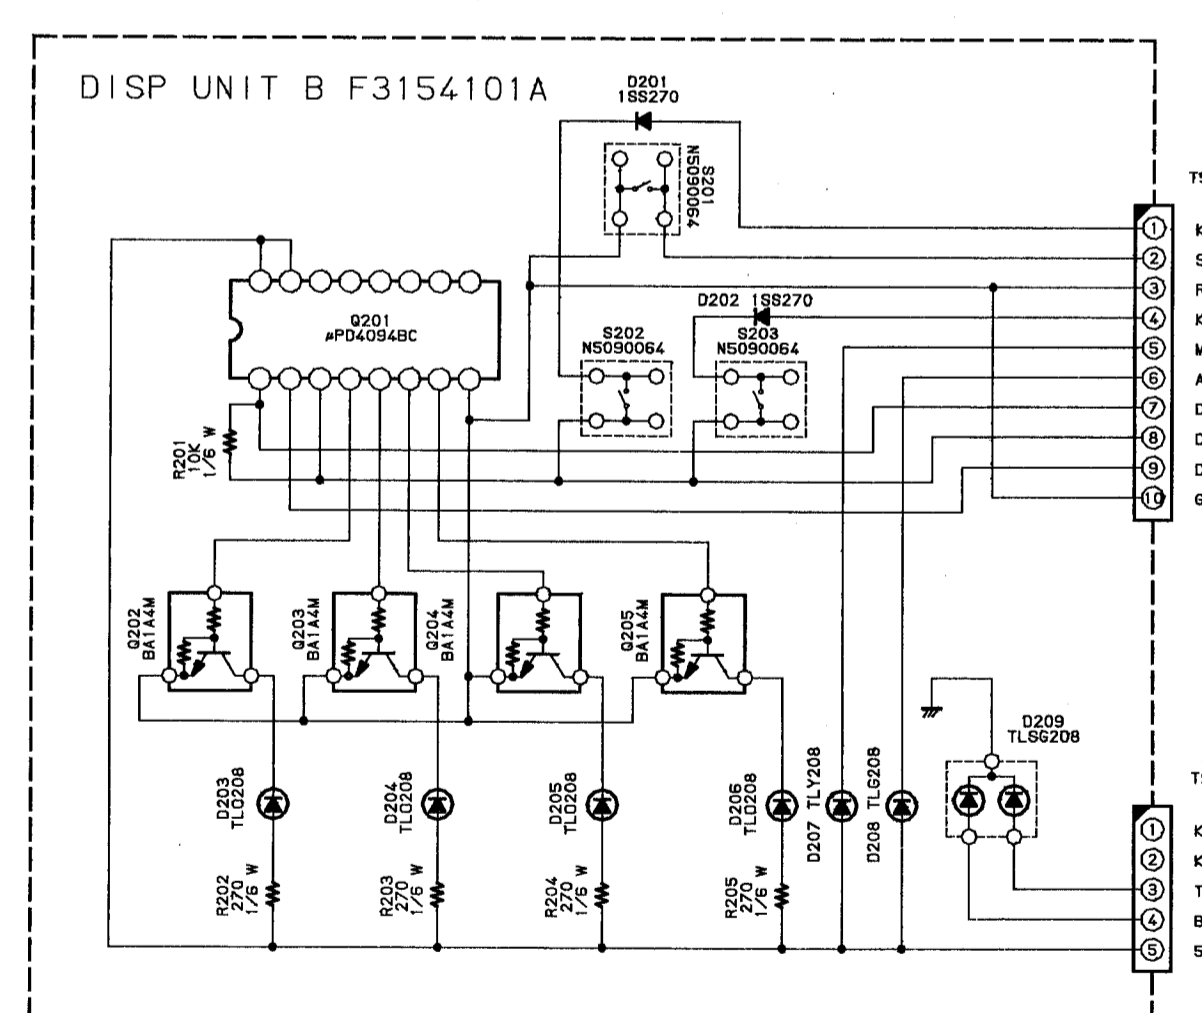 DISP UNIT B F3154101A
D201
1SS270
S201
N5090064
TS
1 K
2 S
3 R
D202 1SS270
4 K
Q201
µPD4094BC
S202
N5090064
S203
N5090064
5 M
6 A
7 D
8 D
9 D
10 G
R201
10K
1/6 W
Q202
BA1A4M
Q203
BA1A4M
Q204
BA1A4M
Q205
BA1A4M
D209
TLSG208
D203
TLO208
D204
TLO208
D205
TLO208
D206
TLO208
D207 TLY208
D208 TLG208
TS
1 K
2 K
3 T
4 B
5 5
R202
270
1/6 W
R203
270
1/6 W
R204
270
1/6 W
R205
270
1/6 W